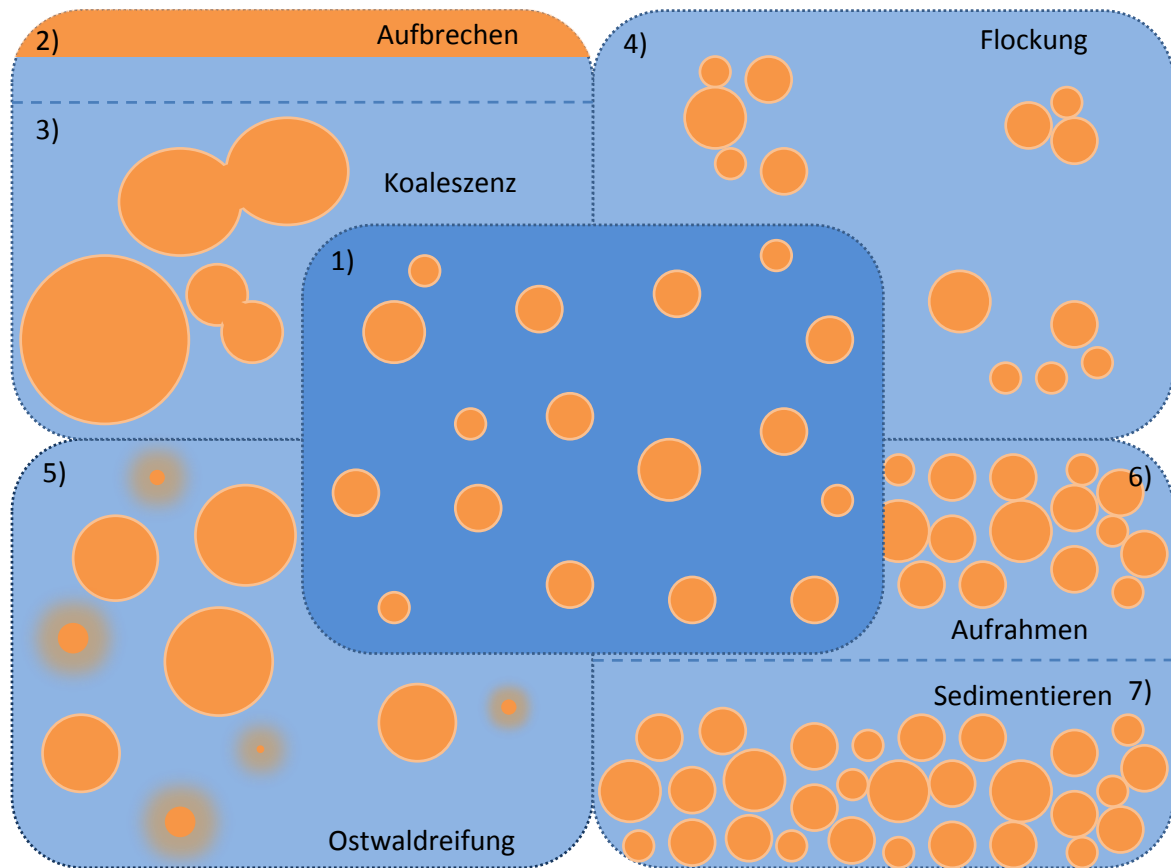 2)
Aufbrechen
3)
Koaleszenz
4)
Flockung
1)
5)
Ostwaldreifung
6)
Aufrahmen
Sedimentieren
7)